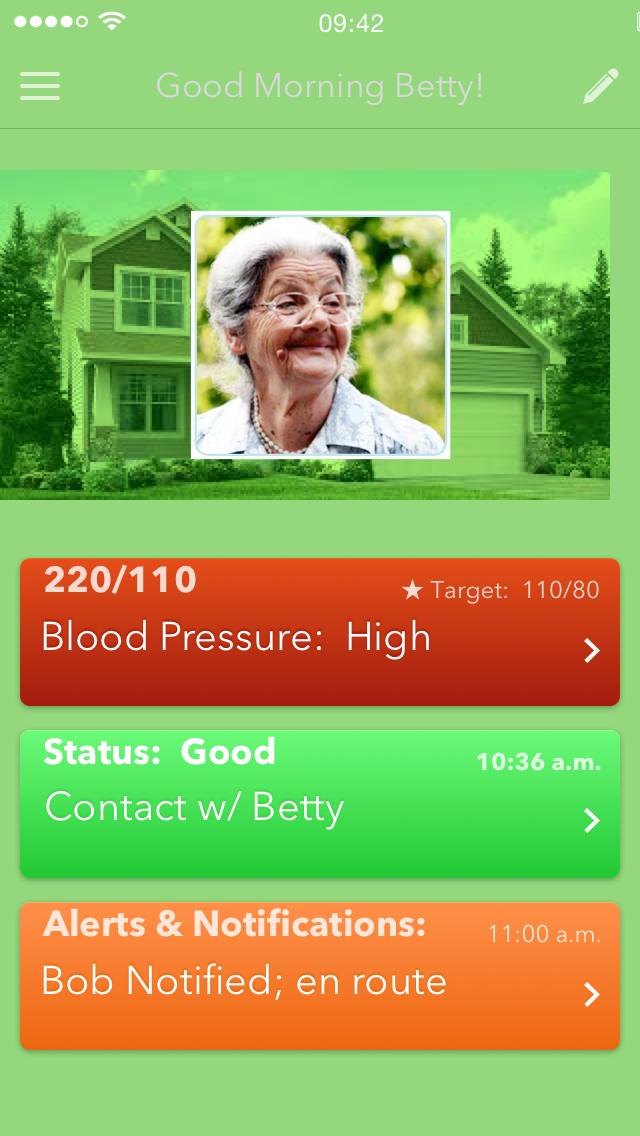 09:42
Good Morning Betty!
220/110
★ Target: 110/80
Blood Pressure: High
Status: Good
10:36 a.m.
Contact w/ Betty
Alerts & Notifications:
11:00 a.m.
Bob Notified; en route